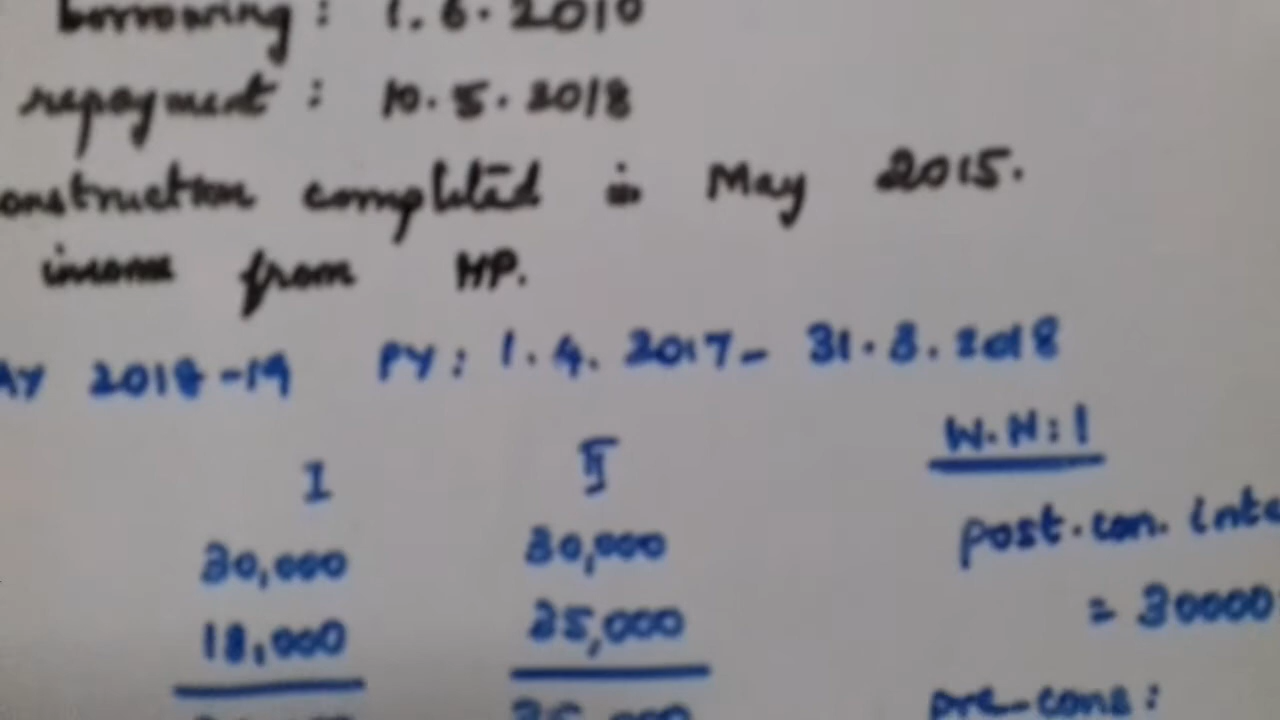 borrowing : 1.6.2010
repayment : 10.5.2018
onstruction completed in May 2015.
income from HP.
AY 2018-19 PY: 1.4.2017- 31.3.2018
I II W.N:1
30,000 30,000 post.con. inte
18,000 35,000 = 30000
pre-cons: